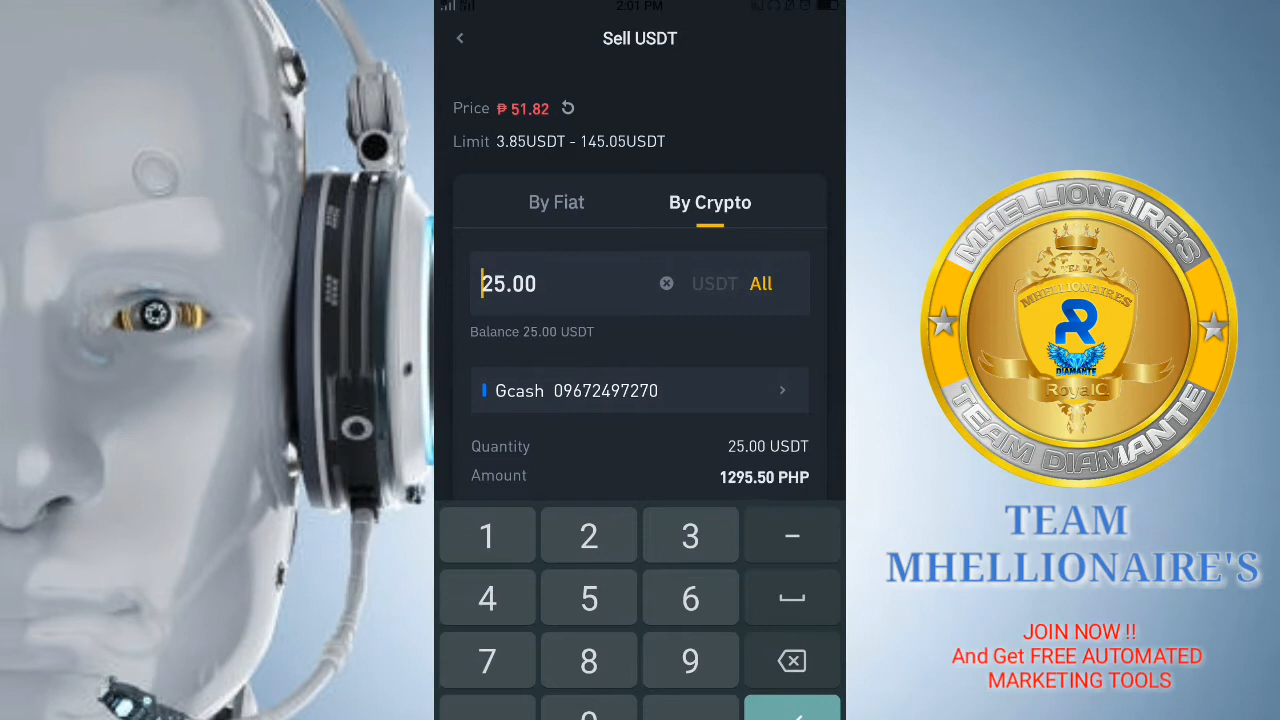 2:01 PM
Sell USDT
Price ₱ 51.82
Limit 3.85USDT - 145.05USDT
By Fiat By Crypto
25.00 USDT All
Balance 25.00 USDT
Gcash 09672497270
Quantity 25.00 USDT
Amount 1295.50 PHP
1 2 3 –
4 5 6
7 8 9
0
MHELLIONAIRE'S
TEAM
MHELLIONAIRES
DIAMANTE
RoyalQ
TEAM DIAMANTE
TEAM
MHELLIONAIRE'S
JOIN NOW !!
And Get FREE AUTOMATED
MARKETING TOOLS